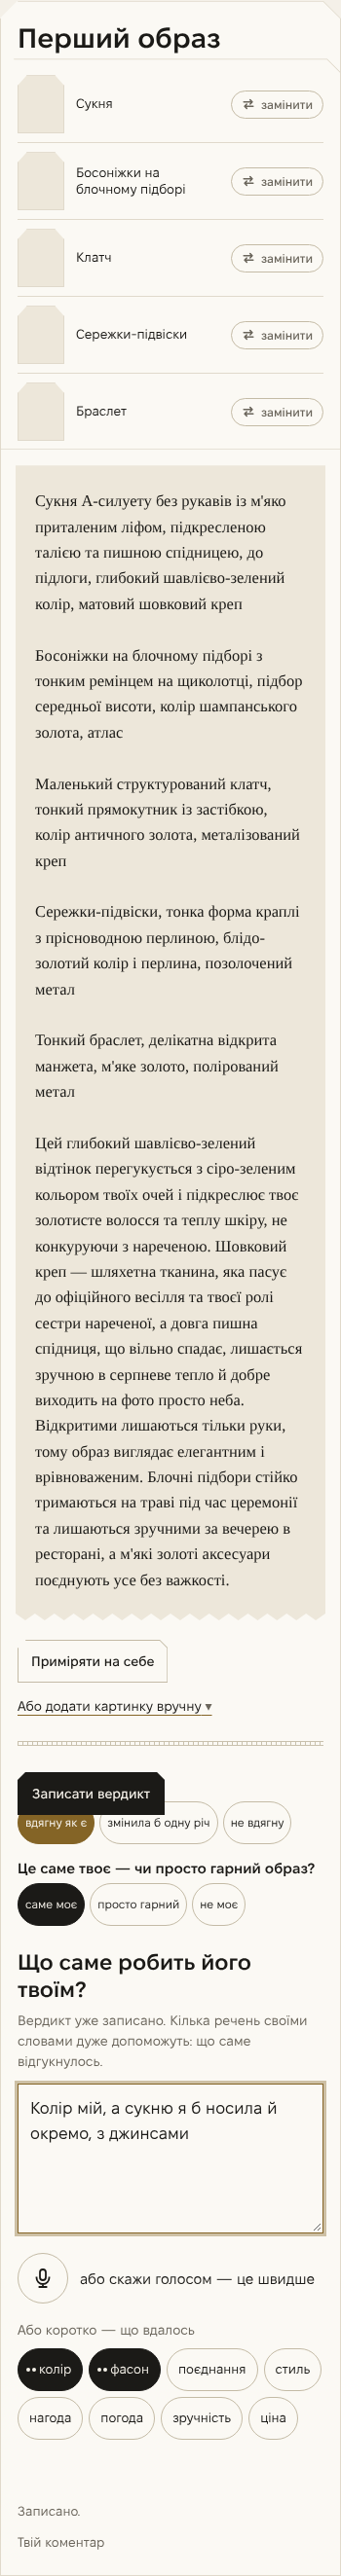 Перший образ
Сукня
замінити
Босоніжки на
блочному підборі
замінити
Клатч
замінити
Сережки-підвіски
замінити
Браслет
замінити
Сукня А-силуету без рукавів із м'яко
приталеним ліфом, підкресленою
талією та пишною спідницею, до
підлоги, глибокий шавлієво-зелений
колір, матовий шовковий креп
Босоніжки на блочному підборі з
тонким ремінцем на щиколотці, підбор
середньої висоти, колір шампанського
золота, атлас
Маленький структурований клатч,
тонкий прямокутник із застібкою,
колір античного золота, металізований
креп
Сережки-підвіски, тонка форма краплі
з прісноводною перлиною, блідо-
золотий колір і перлина, позолочений
метал
Тонкий браслет, делікатна відкрита
манжета, м'яке золото, полірований
метал
Цей глибокий шавлієво-зелений
відтінок перегукується з сіро-зеленим
кольором твоїх очей і підкреслює твоє
золотисте волосся та теплу шкіру, не
конкуруючи з нареченою. Шовковий
креп — шляхетна тканина, яка пасує
до офіційного весілля та твоєї ролі
сестри нареченої, а довга пишна
спідниця, що вільно спадає, лишається
зручною в серпневе тепло й добре
виходить на фото просто неба.
Відкритими лишаються тільки руки,
тому образ виглядає елегантним і
врівноваженим. Блочні підбори стійко
тримаються на траві під час церемонії
та лишаються зручними за вечерею в
ресторані, а м'які золоті аксесуари
поєднують усе без важкості.
Приміряти на себе
Або додати картинку вручну ▾
Записати вердикт
вдягну як є
змінила б одну річ
не вдягну
Це саме твоє — чи просто гарний образ?
саме моє
просто гарний
не моє
Що саме робить його
твоїм?
Вердикт уже записано. Кілька речень своїми
словами дуже допоможуть: що саме
відгукнулось.
Колір мій, а сукню я б носила й
окремо, з джинсами
або скажи голосом — це швидше
Або коротко — що вдалось
колір
фасон
поєднання
стиль
нагода
погода
зручність
ціна
Записано.
Твій коментар